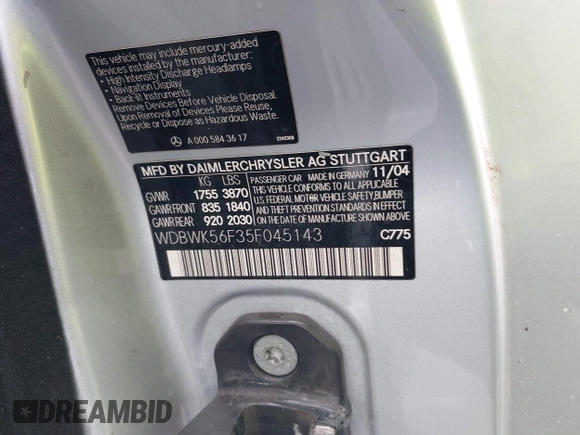 This vehicle may include mercury-added
devices installed by the manufacturer:
• High Intensity Discharge Headlamps
• Navigation Display
• Back-lit Instruments
Remove Devices Before Vehicle Disposal.
Upon Removal of Devices Please Reuse,
Recycle or Dispose as Hazardous Waste.
A 000 584 36 17
2245308
MFD BY DAIMLERCHRYSLER AG STUTTGART
KG LBS PASSENGER CAR MADE IN GERMANY 11/04
GVWR 1755 3870 THIS VEHICLE CONFORMS TO ALL APPLICABLE
GAWR FRONT 835 1840 FEDERAL MOTOR VEHICLE SAFETY,BUMPER
GAWR REAR 920 2030 AND THEFT PREVENTION STANDARDS IN EFFECT
ON THE DATE OF MANUFACTURE SHOWN ABOVE
WDBWK56F35F045143 C775
DREAMBID